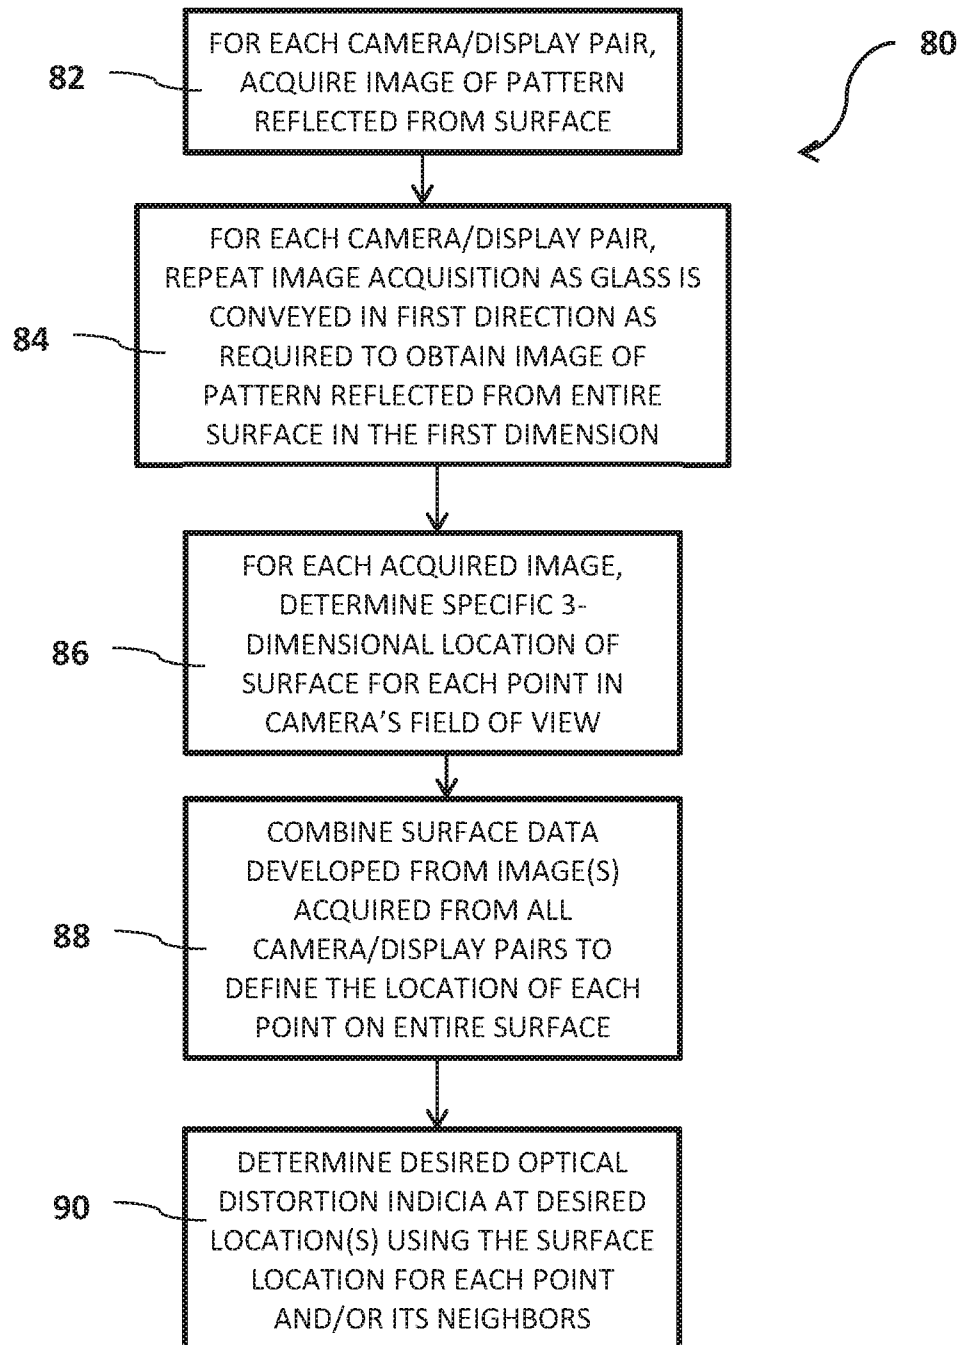 80
82
FOR EACH CAMERA/DISPLAY PAIR,
ACQUIRE IMAGE OF PATTERN
REFLECTED FROM SURFACE
84
FOR EACH CAMERA/DISPLAY PAIR,
REPEAT IMAGE ACQUISITION AS GLASS IS
CONVEYED IN FIRST DIRECTION AS
REQUIRED TO OBTAIN IMAGE OF
PATTERN REFLECTED FROM ENTIRE
SURFACE IN THE FIRST DIMENSION
86
FOR EACH ACQUIRED IMAGE,
DETERMINE SPECIFIC 3-
DIMENSIONAL LOCATION OF
SURFACE FOR EACH POINT IN
CAMERA'S FIELD OF VIEW
88
COMBINE SURFACE DATA
DEVELOPED FROM IMAGE(S)
ACQUIRED FROM ALL
CAMERA/DISPLAY PAIRS TO
DEFINE THE LOCATION OF EACH
POINT ON ENTIRE SURFACE
90
DETERMINE DESIRED OPTICAL
DISTORTION INDICIA AT DESIRED
LOCATION(S) USING THE SURFACE
LOCATION FOR EACH POINT
AND/OR ITS NEIGHBORS